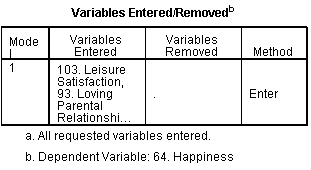 Variables Entered/Removedb
Mode
l
Variables
Entered
Variables
Removed
Method
1
103. Leisure
Satisfaction,
93. Loving
Parental
Relationshi...
.
Enter
a. All requested variables entered.
b. Dependent Variable: 64. Happiness